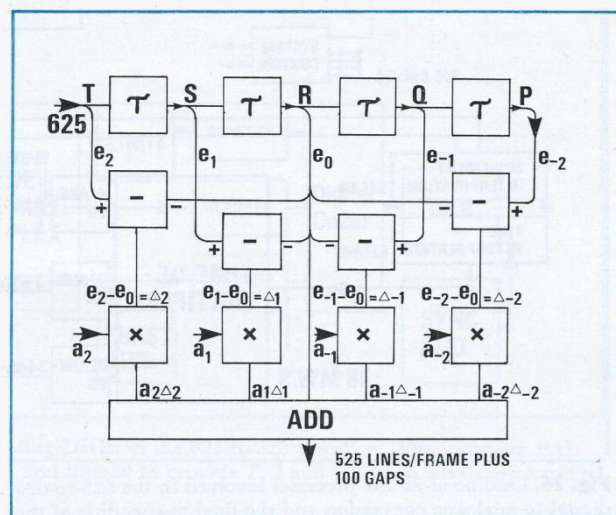 T τ S τ R τ Q τ P
625
e₂ e₁ e₀ e₋₁ e₋₂
+ − − − +
+ − − − − +
e₂–e₀=△2 e₁–e₀=△1 e₋₁–e₀=△–1 e₋₂–e₀=△–2
× × × ×
a₂ a₁ a₋₁ a₋₂
a₂△2 a₁△1 a₋₁△–1 a₋₂△–2
ADD
525 LINES/FRAME PLUS
100 GAPS